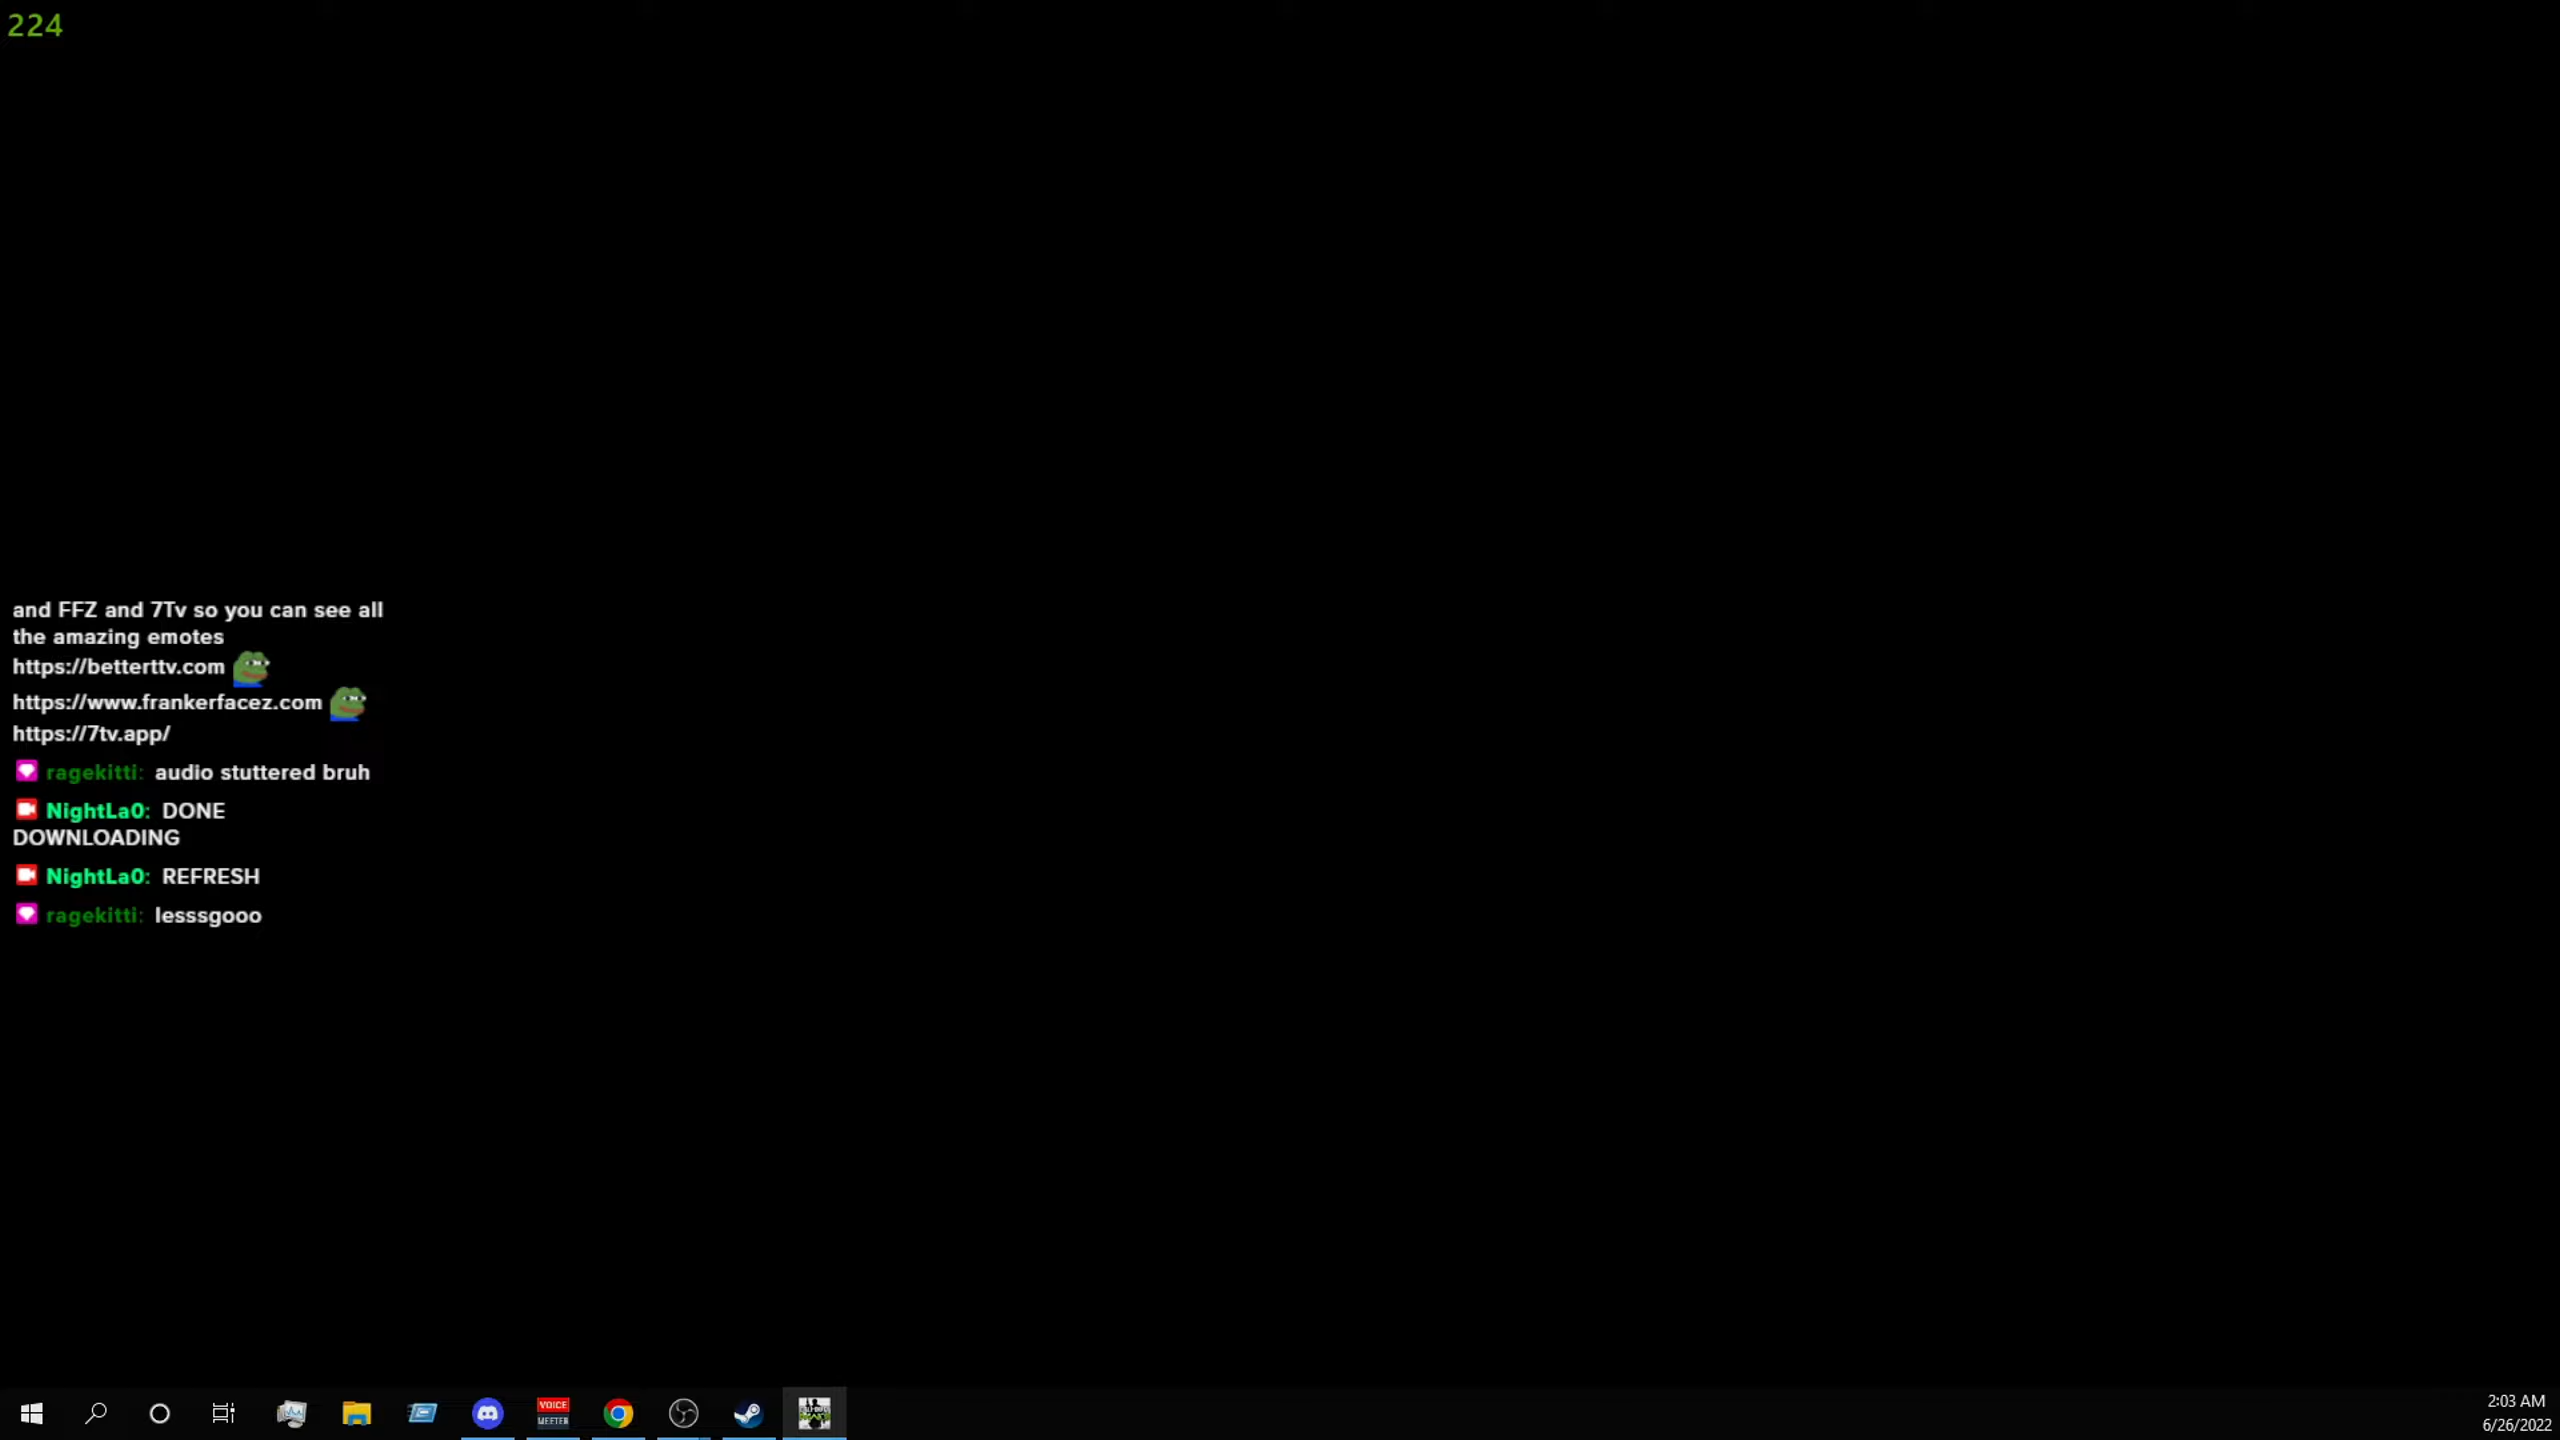 224
and FFZ and 7Tv so you can see all
the amazing emotes
https://betterttv.com
https://www.frankerfacez.com
https://7tv.app/
ragekitti: audio stuttered bruh
NightLa0: DONE
DOWNLOADING
NightLa0: REFRESH
ragekitti: lesssgooo
VOICE
MEETER
2:03 AM
6/26/2022